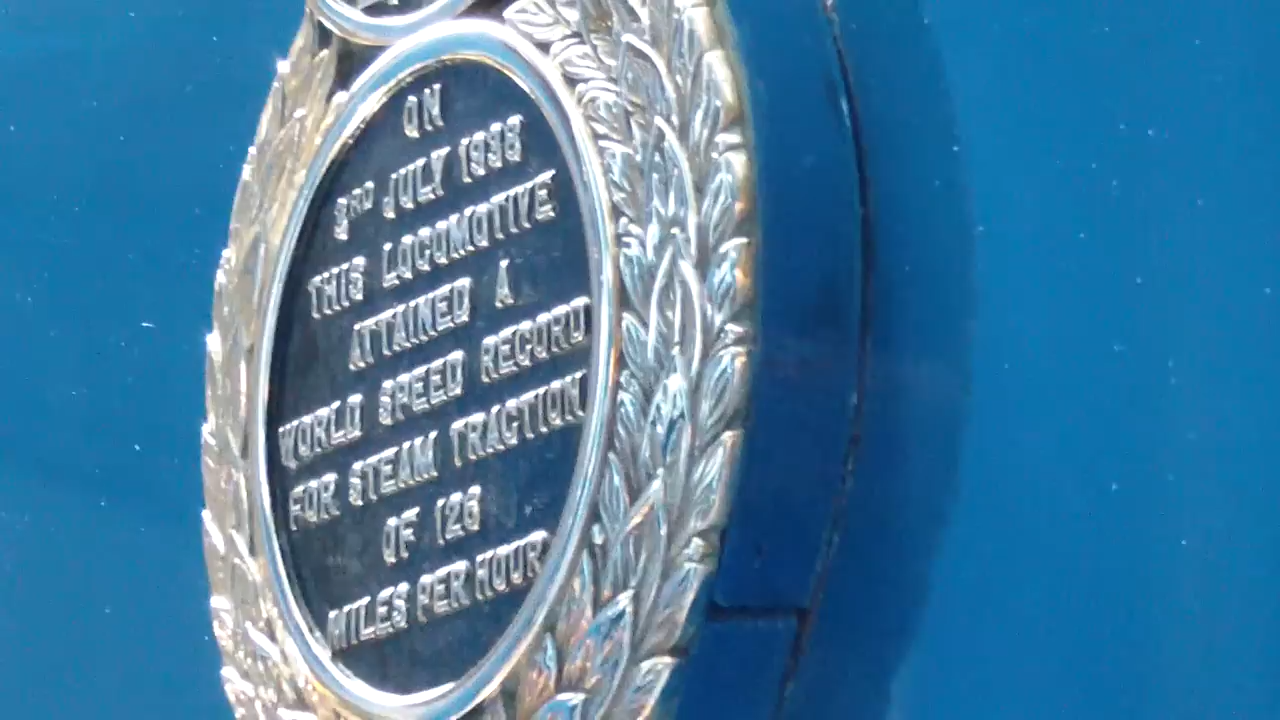 ON
3RD JULY 1938
THIS LOCOMOTIVE
ATTAINED A
WORLD SPEED RECORD
FOR STEAM TRACTION
OF 126
MILES PER HOUR